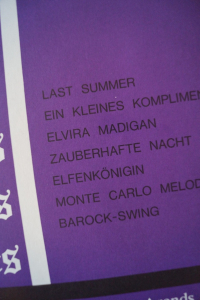 LAST SUMMER
EIN KLEINES KOMPLIMEN
ELVIRA MADIGAN
ZAUBERHAFTE NACHT
ELFENKÖNIGIN
MONTE CARLO MELOD
BAROCK-SWING